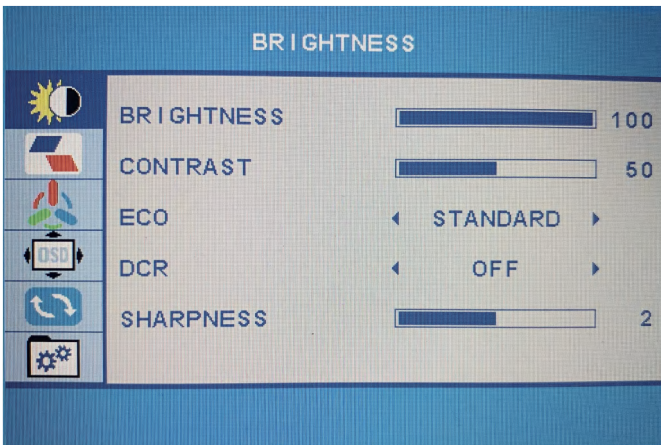 BRIGHTNESS
BRIGHTNESS 100
CONTRAST 50
ECO STANDARD
DCR OFF
OSD
SHARPNESS 2